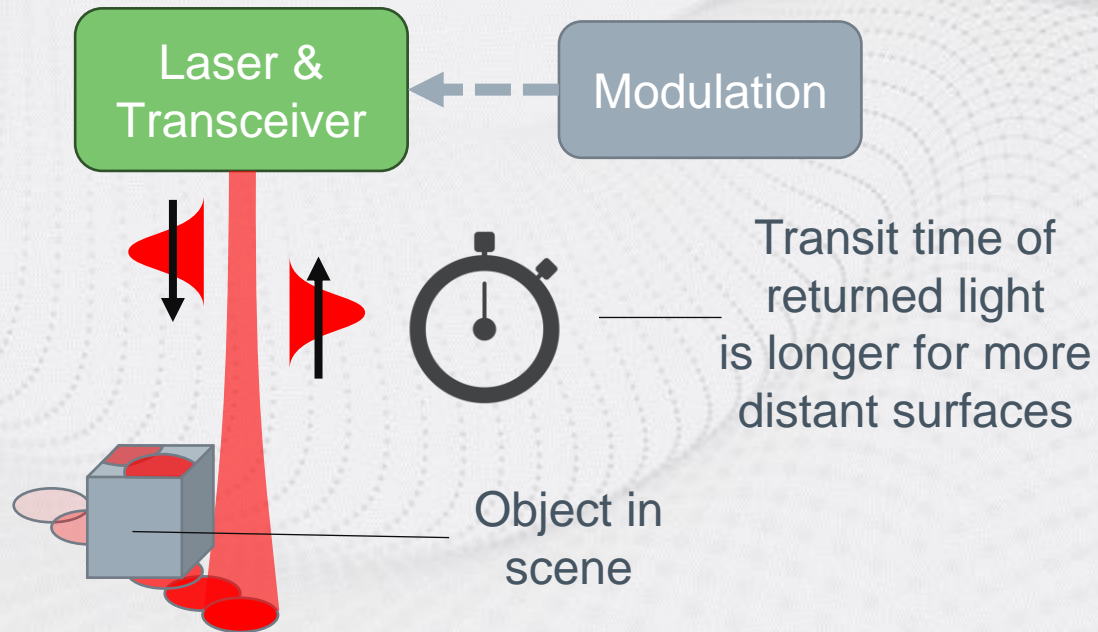 Laser &
Transceiver
Modulation
Transit time of
returned light
is longer for more
distant surfaces
Object in
scene